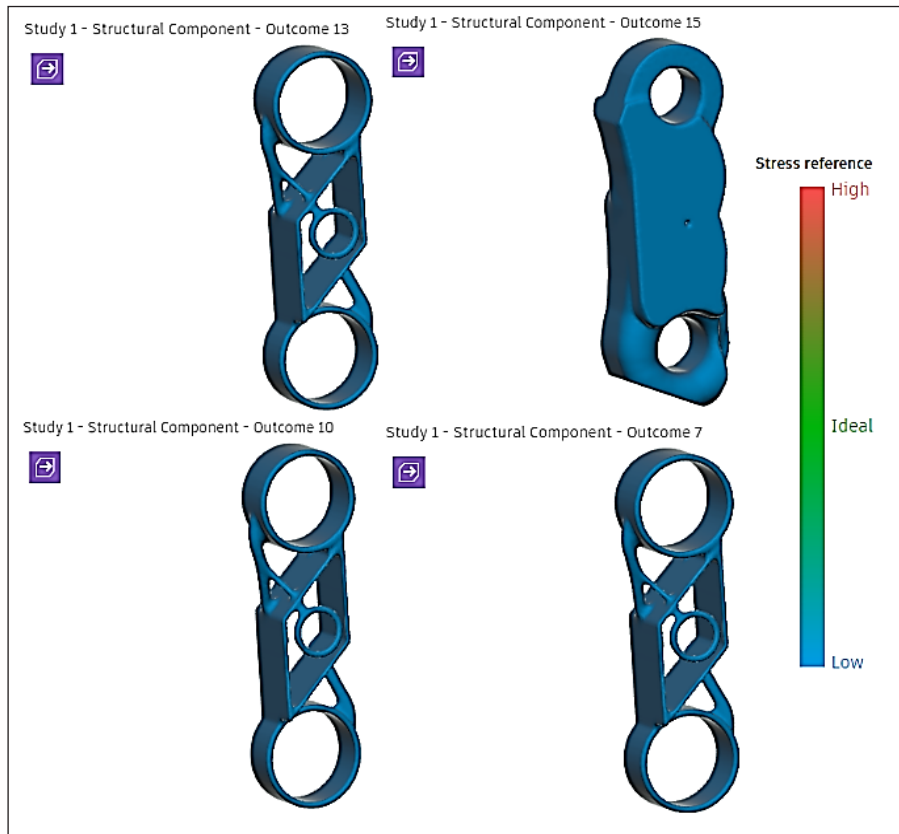 Study 1 - Structural Component - Outcome 13
Study 1 - Structural Component - Outcome 15
Stress reference
High
Ideal
Low
Study 1 - Structural Component - Outcome 10
Study 1 - Structural Component - Outcome 7